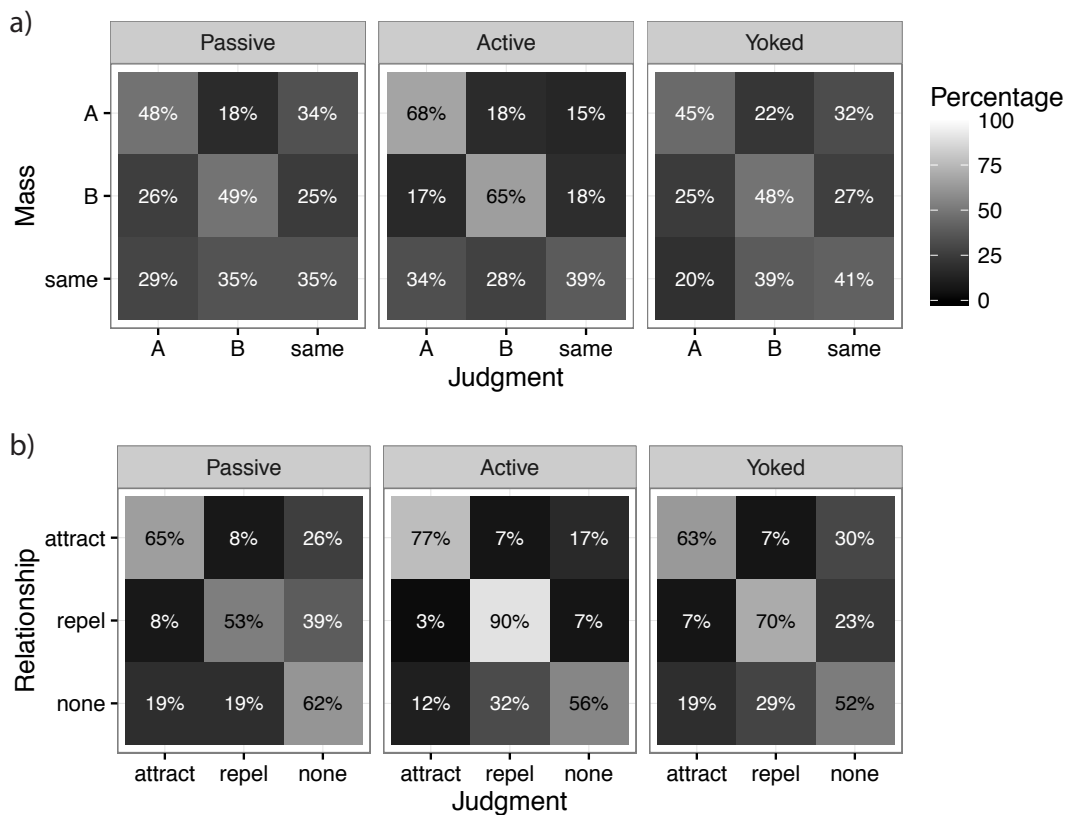 a)
Passive Active Yoked
Percentage
100
75
50
25
0
Mass
A 48% 18% 34% 68% 18% 15% 45% 22% 32%
B 26% 49% 25% 17% 65% 18% 25% 48% 27%
same 29% 35% 35% 34% 28% 39% 20% 39% 41%
A B same A B same A B same
Judgment
b)
Passive Active Yoked
Relationship
attract 65% 8% 26% 77% 7% 17% 63% 7% 30%
repel 8% 53% 39% 3% 90% 7% 7% 70% 23%
none 19% 19% 62% 12% 32% 56% 19% 29% 52%
attract repel none attract repel none attract repel none
Judgment